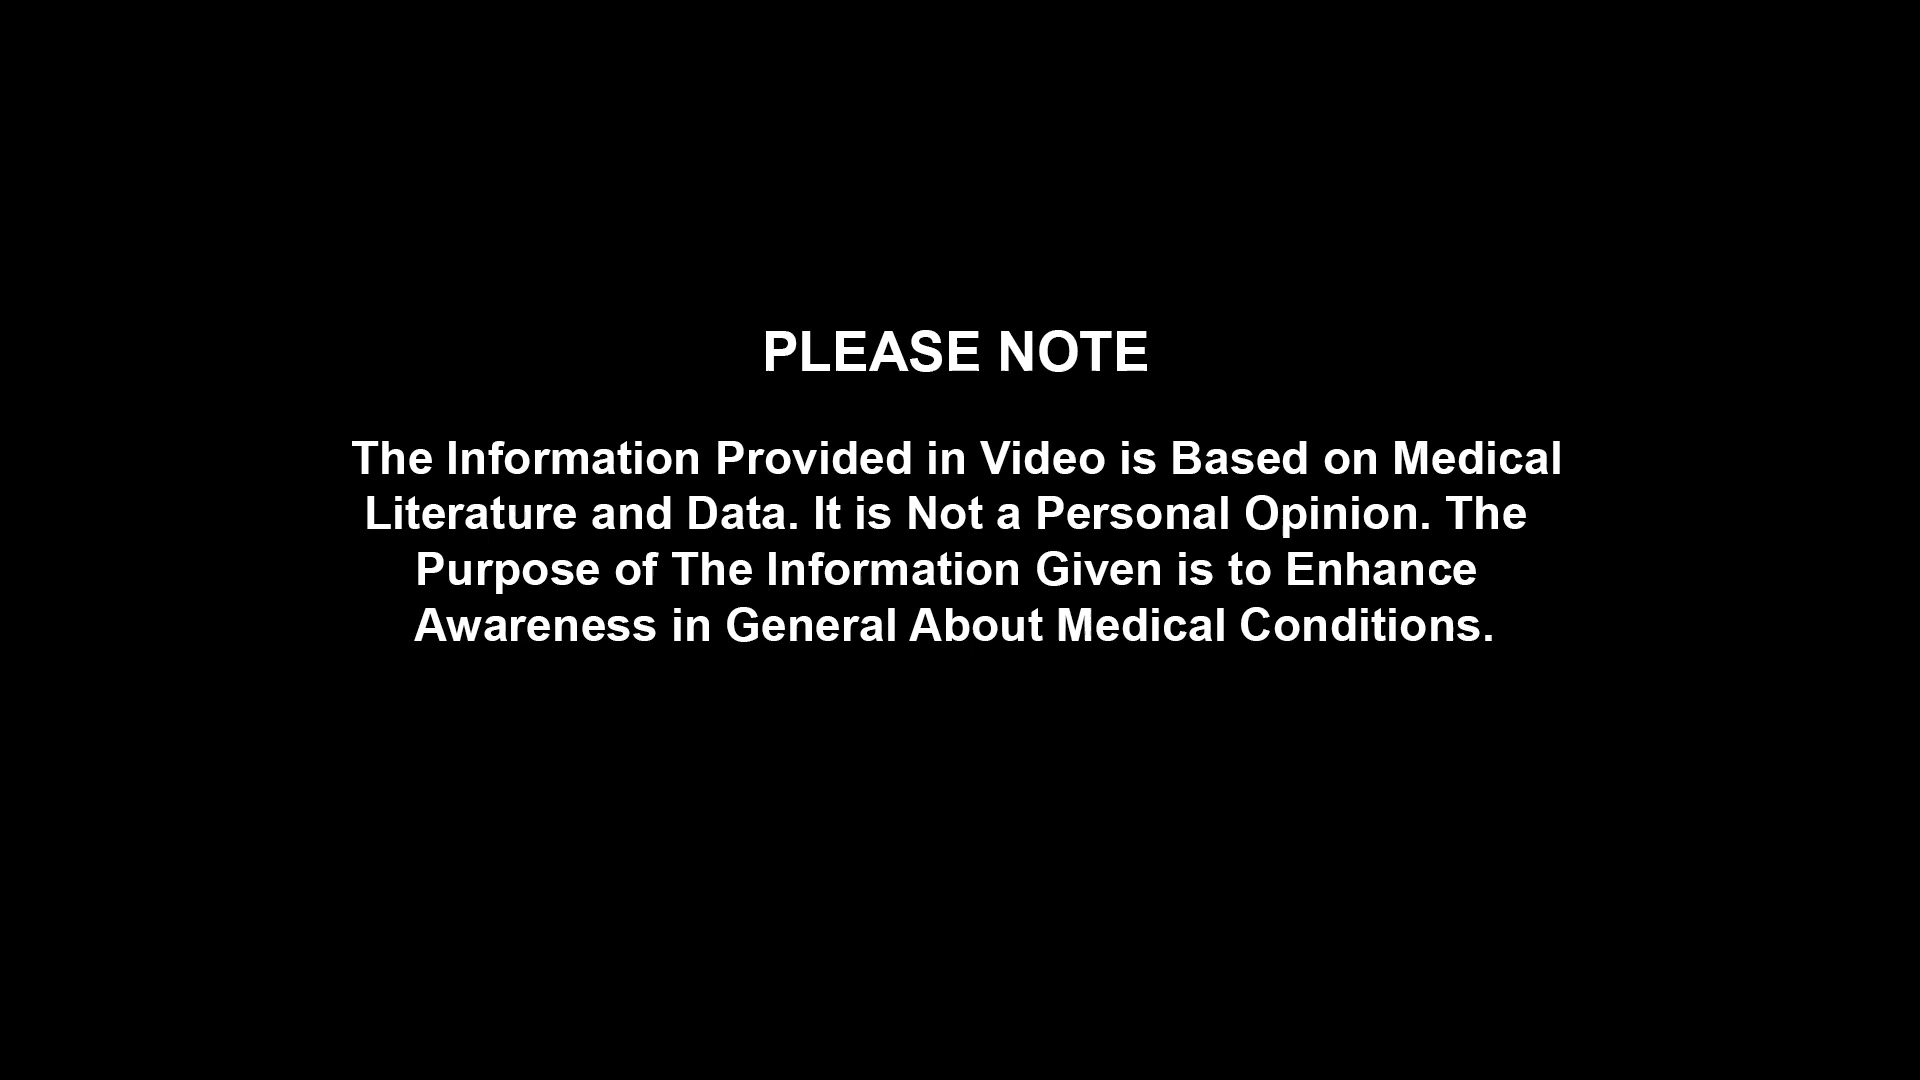 PLEASE NOTE
The Information Provided in Video is Based on Medical
Literature and Data. It is Not a Personal Opinion. The
Purpose of The Information Given is to Enhance
Awareness in General About Medical Conditions.